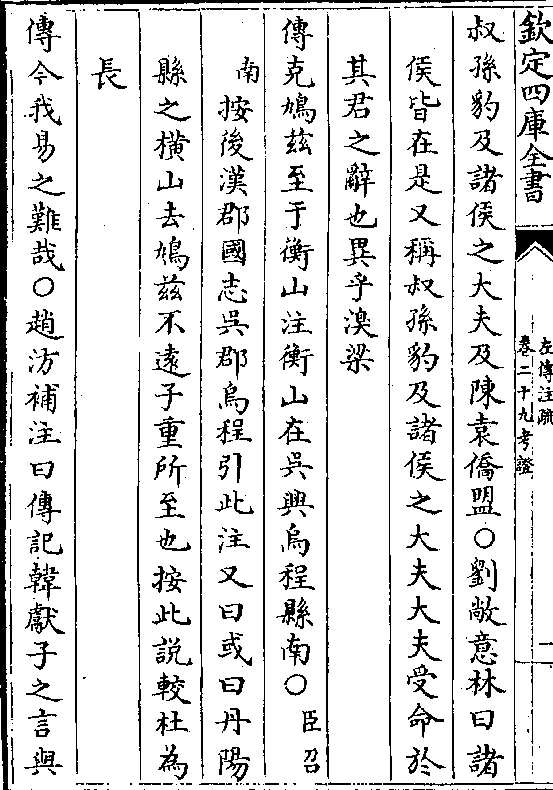 欽定四庫全書
左傳注疏
卷二十九考證
二
叔孫豹及諸侯之大夫及陳袁僑盟○劉敞意林曰諸
侯皆在是又稱叔孫豹及諸侯之大夫大夫受命於
其君之辭也異乎溴梁
傳克鳩茲至于衡山注衡山在吳興烏程縣南○臣召
南按後漢郡國志吳郡烏程引此注又曰或曰丹陽
縣之橫山去鳩茲不遠子重所至也按此說較杜為
長
傳今我易之難哉○趙汸補注曰傳記韓獻子之言與